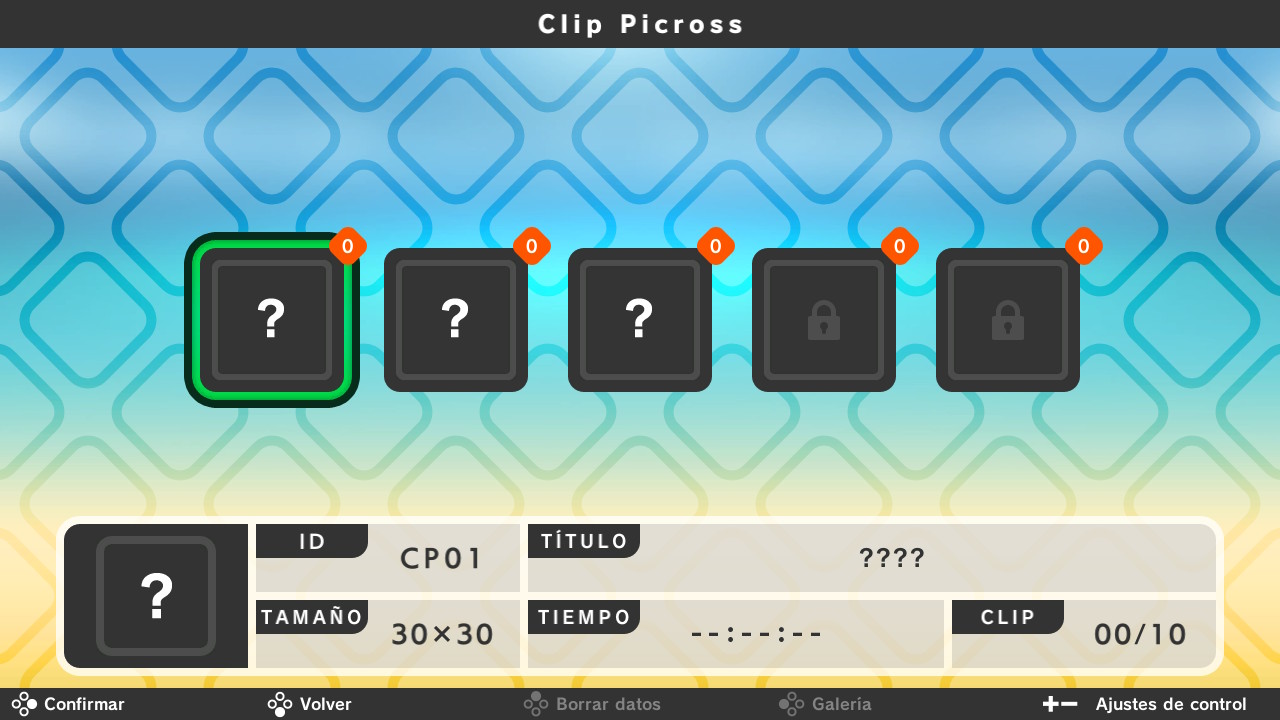 Clip Picross
0 0 0 0 0
? ? ?
ID CP01 TÍTULO ????
?
TAMAÑO 30×30 TIEMPO --:--:-- CLIP 00/10
Confirmar Volver Borrar datos Galería Ajustes de control